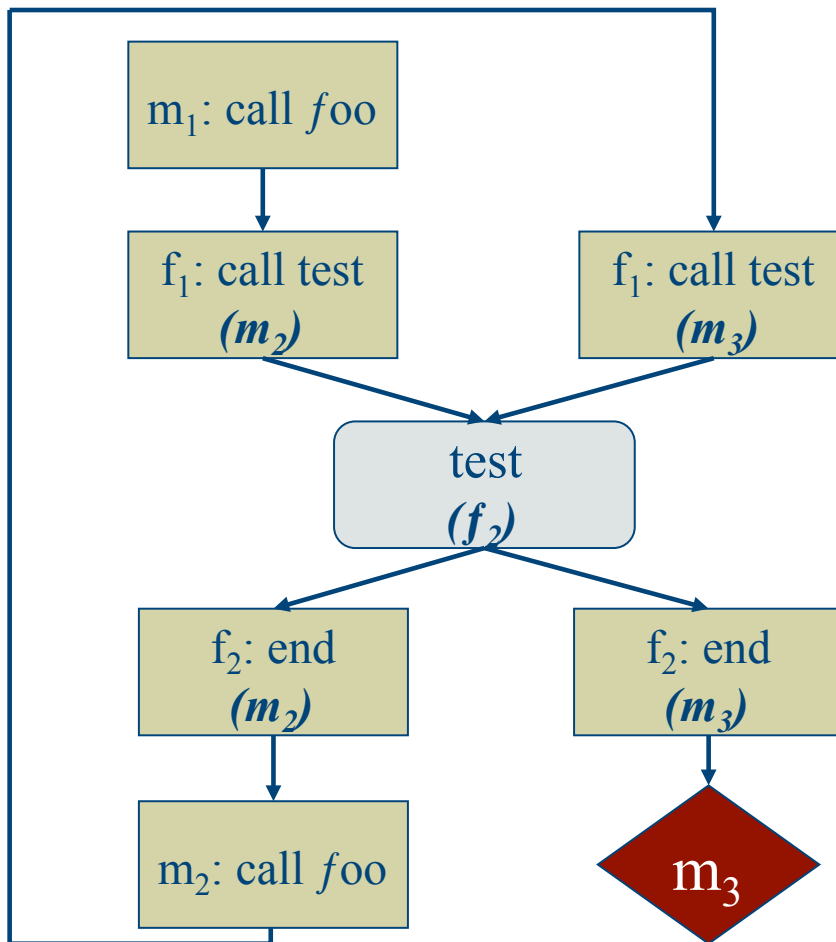 m₁: call foo
f₁: call test
(m₂)
f₁: call test
(m₃)
test
(f₂)
f₂: end
(m₂)
f₂: end
(m₃)
m₂: call foo
m₃